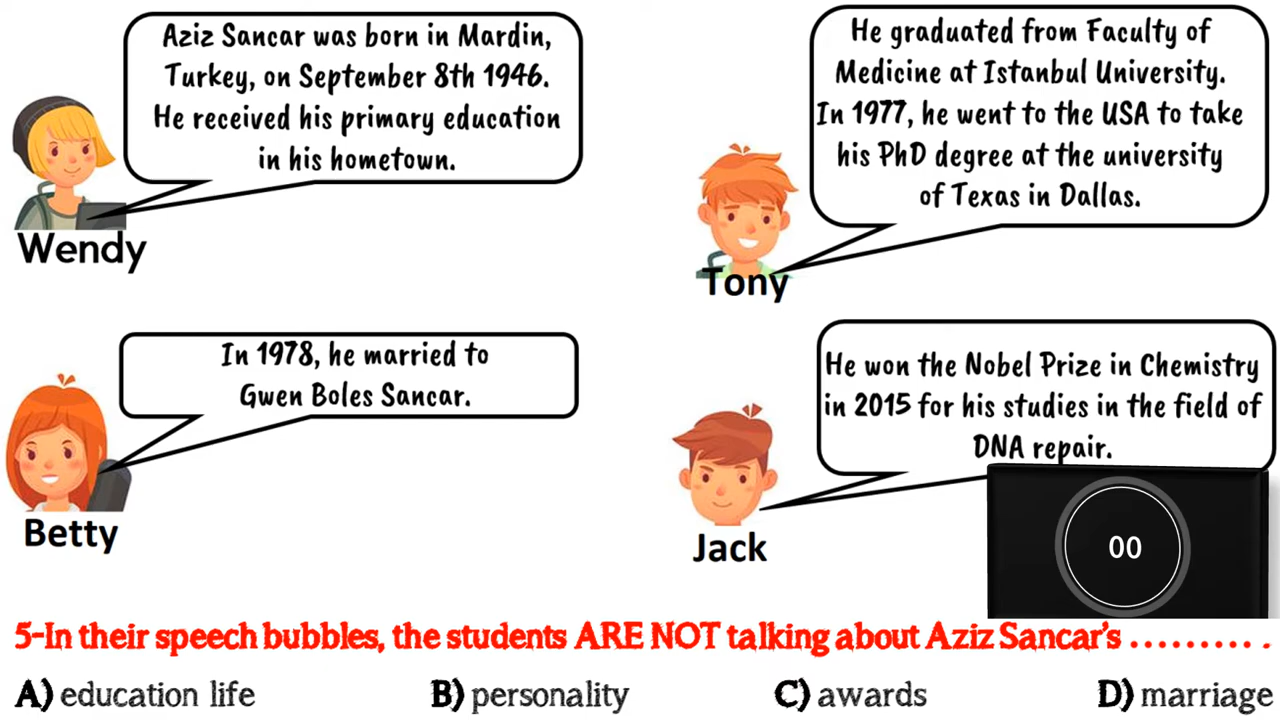 Aziz Sancar was born in Mardin,
Turkey, on September 8th 1946.
He received his primary education
in his hometown.
Wendy
He graduated from Faculty of
Medicine at Istanbul University.
In 1977, he went to the USA to take
his PhD degree at the university
of Texas in Dallas.
Tony
In 1978, he married to
Gwen Boles Sancar.
Betty
He won the Nobel Prize in Chemistry
in 2015 for his studies in the field of
DNA repair.
Jack
00
5-In their speech bubbles, the students ARE NOT talking about Aziz Sancar's .......... .
A) education life B) personality C) awards D) marriage